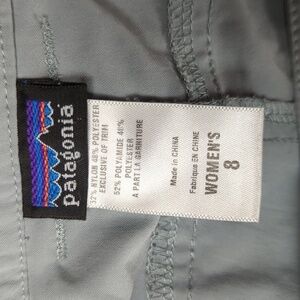 patagonia
52% NYLON 48% POLYESTER
EXCLUSIVE OF TRIM
52% POLYAMIDE 48%
POLYESTER
A PART LA GARNITURE
Made in CHINA
Fabriqué EN CHINE
WOMEN'S
8